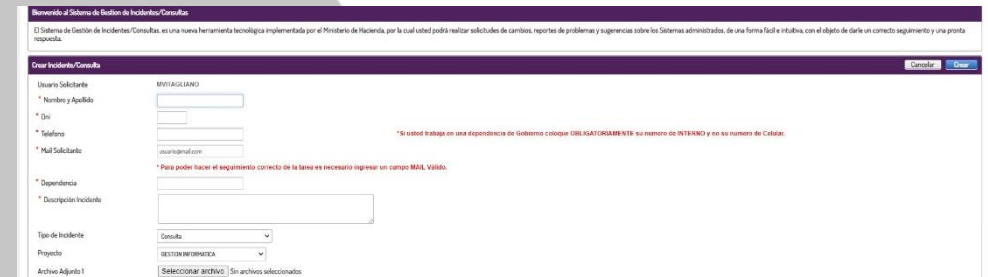 Bienvenido al Sistema de Gestion de Incidentes/Consultas
El Sistema de Gestión de Incidentes/Consultas, es una nueva herramienta tecnológica implementada por el Ministerio de Hacienda, por la cual usted podrá realizar solicitudes de cambios, reportes de problemas y sugerencias sobre los Sistemas administrados, de una forma fácil e intuitiva, con el objeto de darle un correcto seguimiento y una pronta
respuesta.
Crear Incidente/Consulta Cancelar Crear
Usuario Solicitante MVITAGLIANO
* Nombre y Apellido
* Dni
* Telefono *Si usted trabaja en una dependencia de Gobierno coloque OBLIGATORIAMENTE su numero de INTERNO y no su numero de Celular.
* Mail Solicitante usuario@mail.com
* Para poder hacer el seguimiento correcto de la tarea es necesario ingresar un campo MAIL Válido.
* Dependencia
* Descripción Incidente
Tipo de Incidente Consulta
Proyecto GESTION INFORMATICA
Archivo Adjunto 1 Seleccionar archivo Sin archivos seleccionados